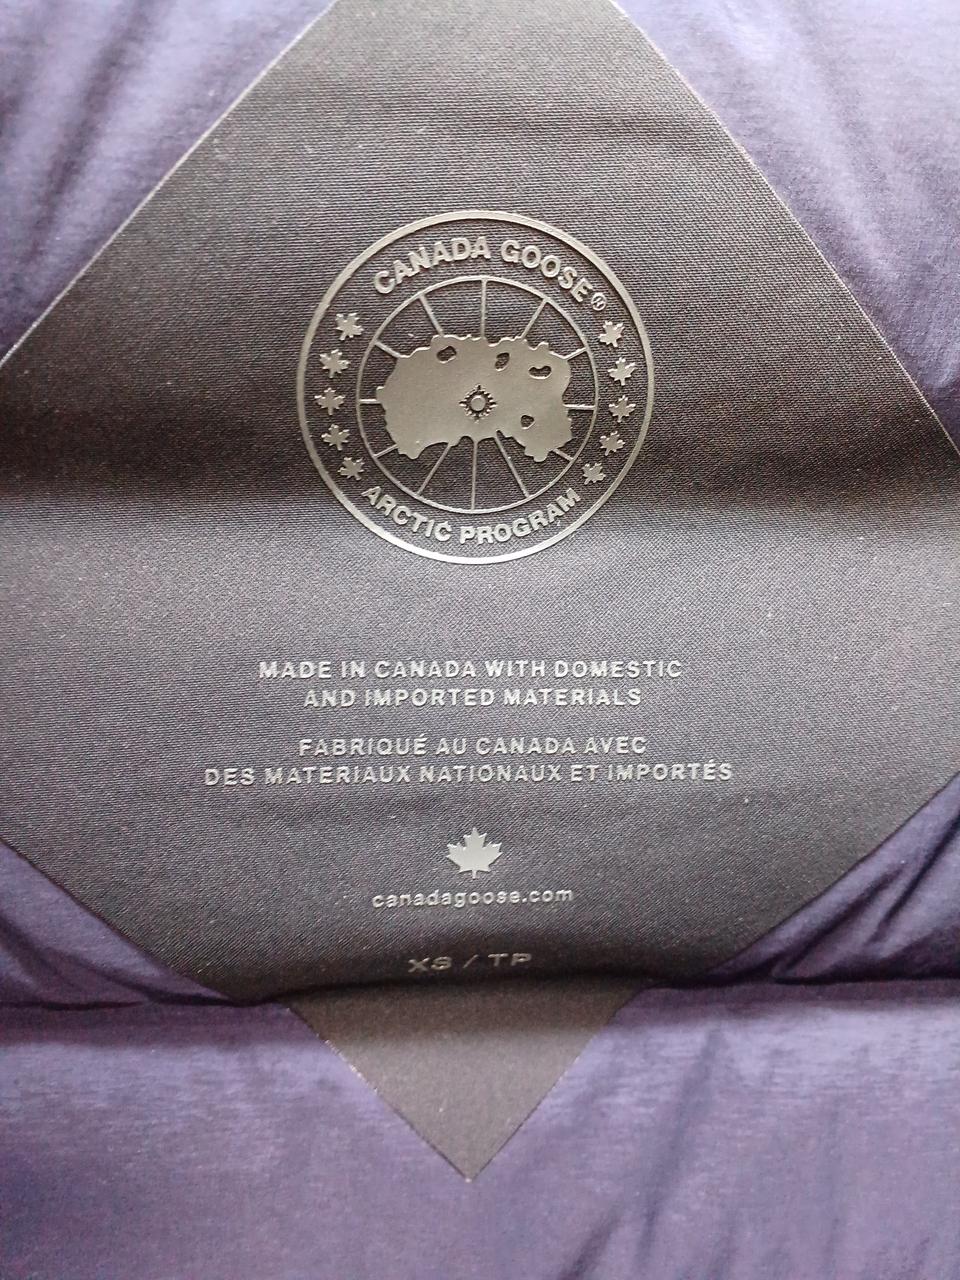 CANADA GOOSE®
ARCTIC PROGRAM
MADE IN CANADA WITH DOMESTIC
AND IMPORTED MATERIALS
FABRIQUÉ AU CANADA AVEC
DES MATERIAUX NATIONAUX ET IMPORTÉS
canadagoose.com
XS / TP